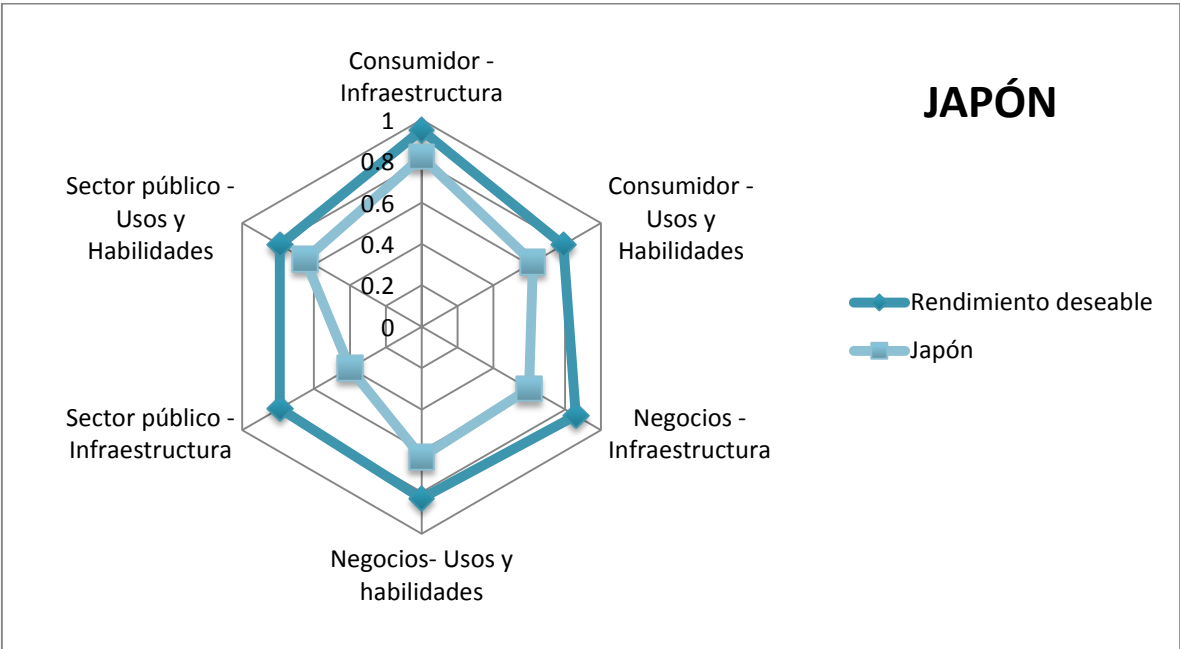 JAPÓN
Consumidor -
Infraestructura
1
0.8
0.6
0.4
0.2
0
Consumidor -
Usos y
Habilidades
Negocios -
Infraestructura
Negocios- Usos y
habilidades
Sector público -
Infraestructura
Sector público -
Usos y
Habilidades
Rendimiento deseable
Japón